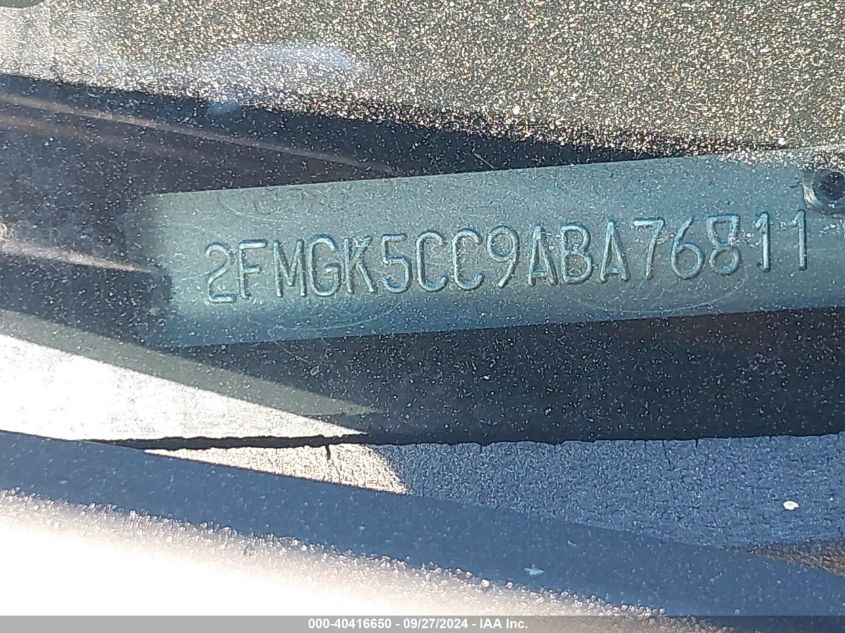 2FMGK5CC9ABA76811
000-40416650 - 09/27/2024 - IAA Inc.